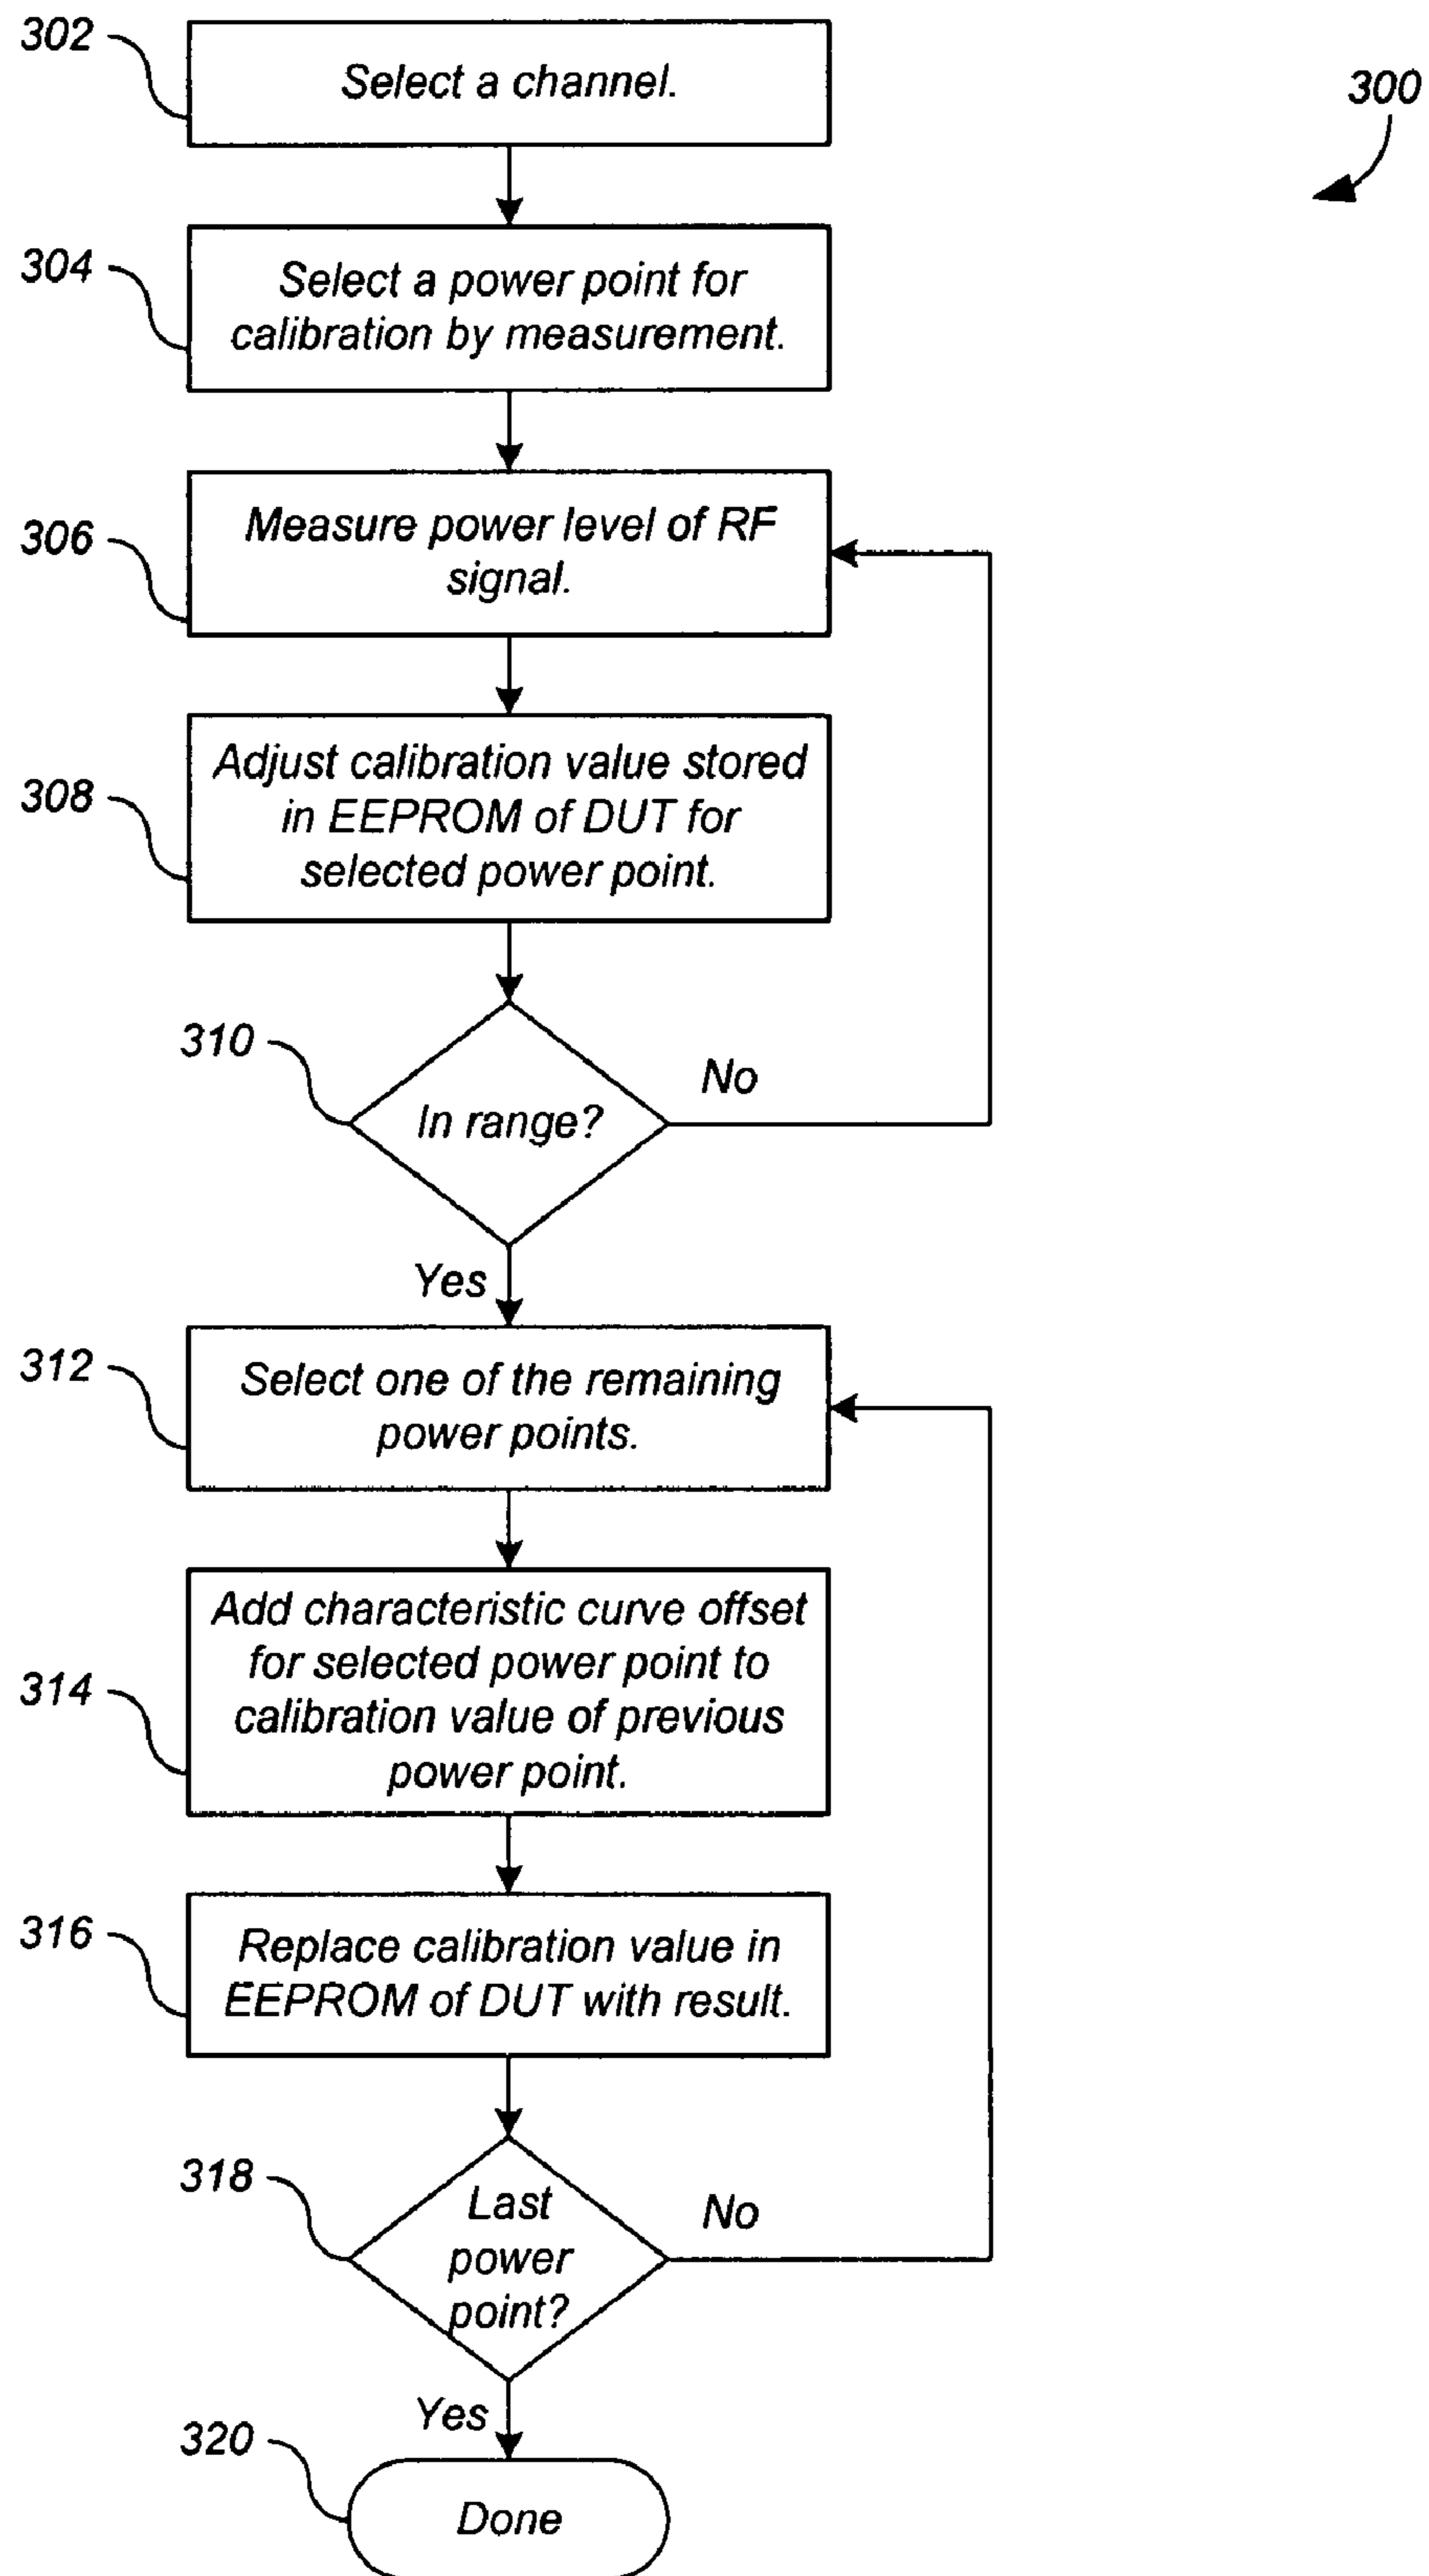 302
Select a channel.
300
304
Select a power point for
calibration by measurement.
306
Measure power level of RF
signal.
308
Adjust calibration value stored
in EEPROM of DUT for
selected power point.
310
In range?
No
Yes
312
Select one of the remaining
power points.
314
Add characteristic curve offset
for selected power point to
calibration value of previous
power point.
316
Replace calibration value in
EEPROM of DUT with result.
318
Last
power
point?
No
Yes
320
Done